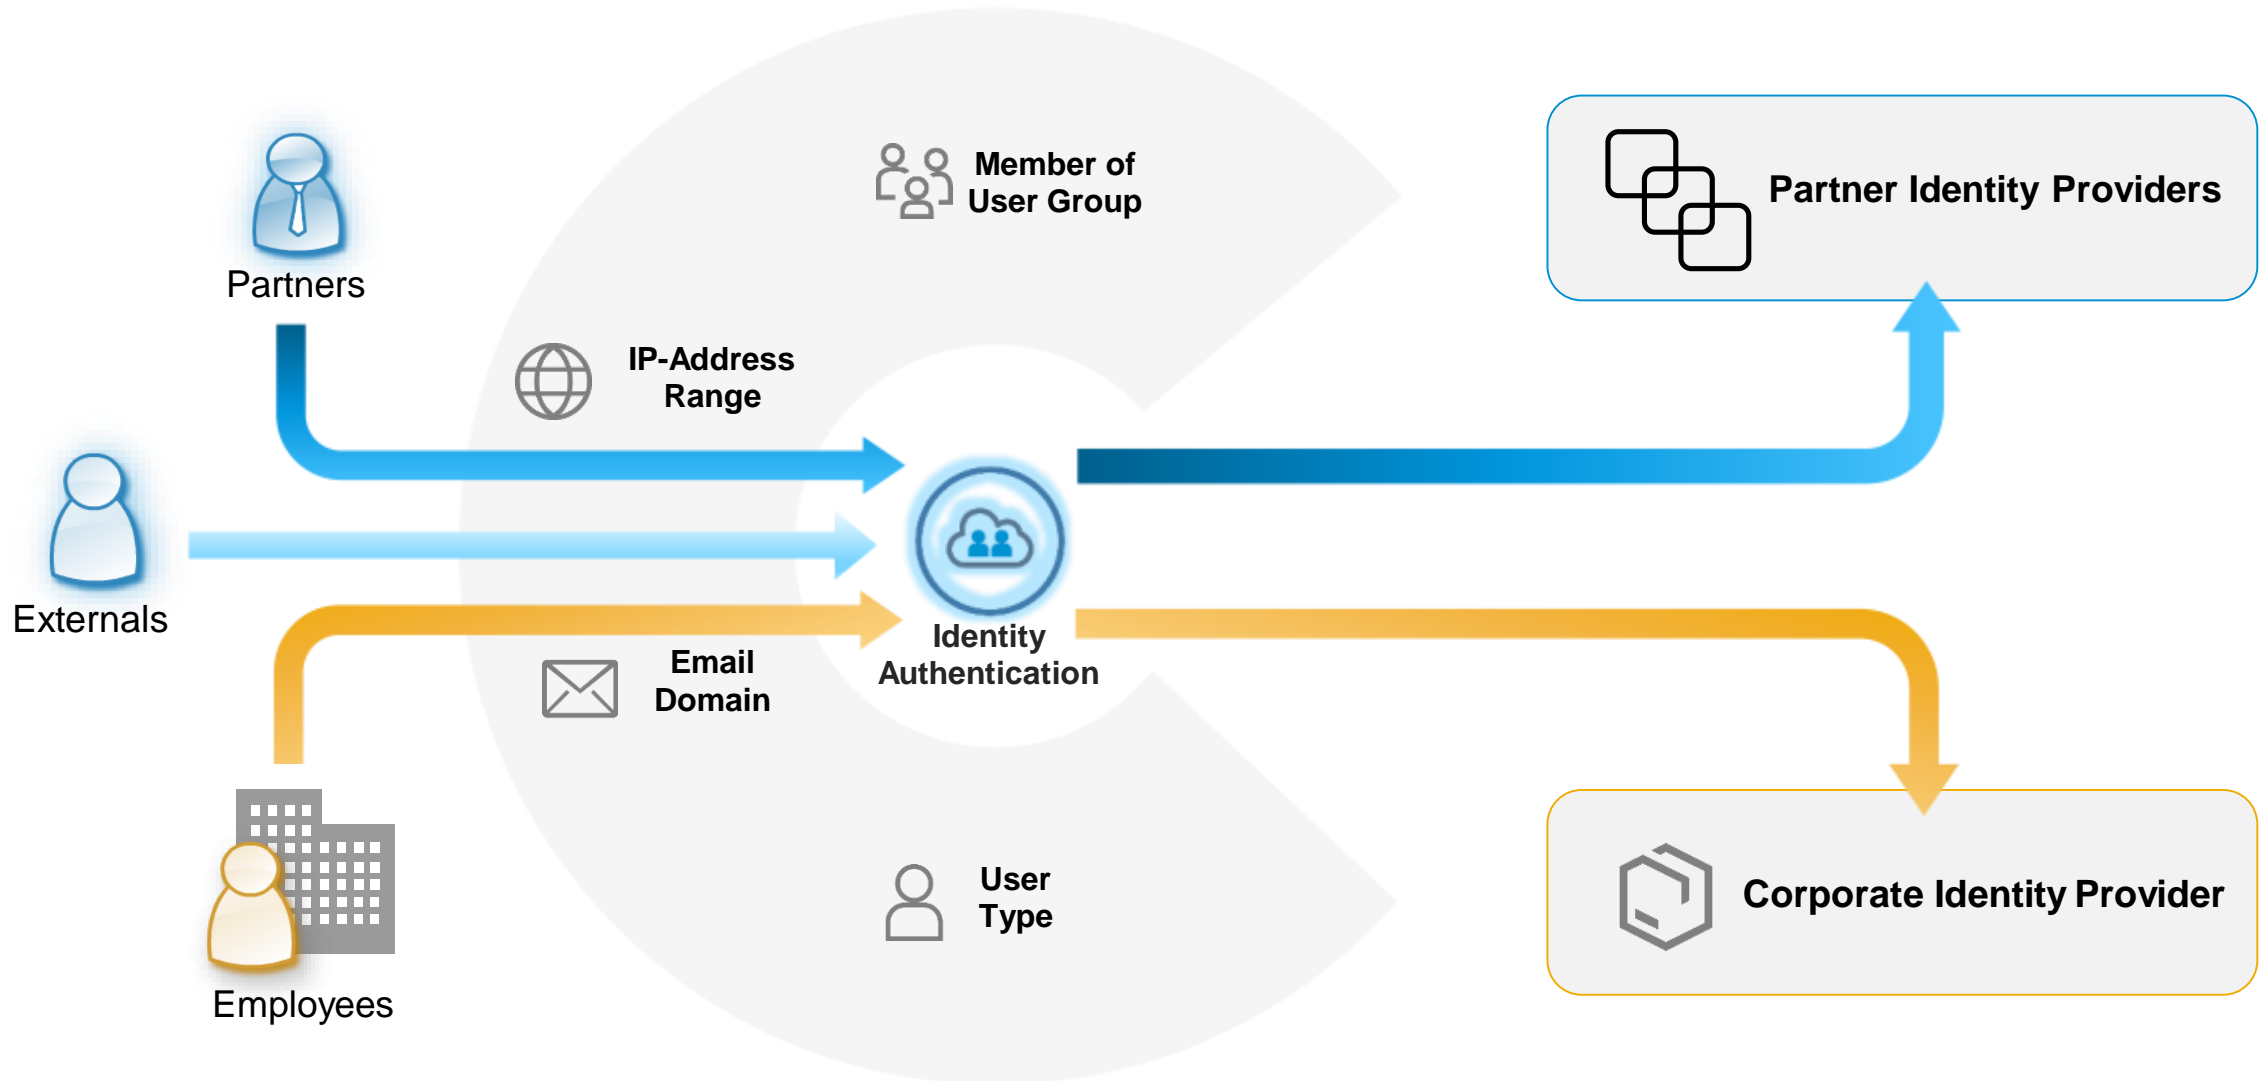 Member of
User Group
Partner Identity Providers
Partners
IP-Address
Range
Externals
Identity
Authentication
Email
Domain
User
Type
Corporate Identity Provider
Employees